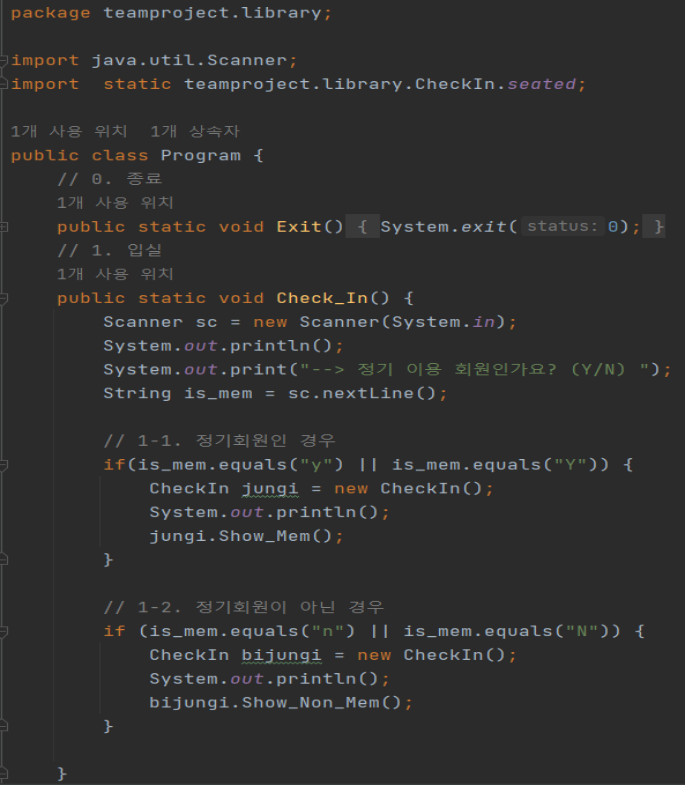 package teamproject.library;
import java.util.Scanner;
import  static teamproject.library.CheckIn.seated;
1개 사용 위치  1개 상속자
public class Program {
// 0. 종료
1개 사용 위치
public static void Exit() { System.exit( status: 0); }
// 1. 입실
1개 사용 위치
public static void Check_In() {
Scanner sc = new Scanner(System.in);
System.out.println();
System.out.print("--> 정기 이용 회원인가요? (Y/N) ");
String is_mem = sc.nextLine();
// 1-1. 정기회원인 경우
if(is_mem.equals("y") || is_mem.equals("Y")) {
CheckIn jungi = new CheckIn();
System.out.println();
jungi.Show_Mem();
}
// 1-2. 정기회원이 아닌 경우
if (is_mem.equals("n") || is_mem.equals("N")) {
CheckIn bijungi = new CheckIn();
System.out.println();
bijungi.Show_Non_Mem();
}
}